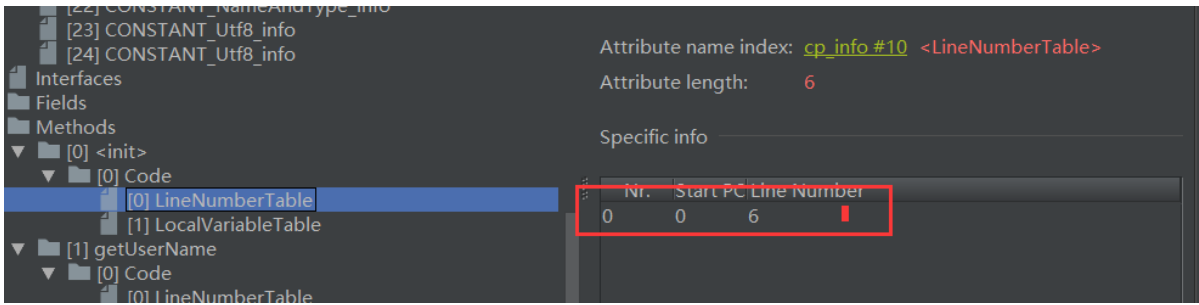 [22] CONSTANT_NameAndType_info
[23] CONSTANT_Utf8_info
[24] CONSTANT_Utf8_info
Interfaces
Fields
Methods
[0] <init>
[0] Code
[0] LineNumberTable
[1] LocalVariableTable
[1] getUserName
[0] Code
[0] LineNumberTable
Attribute name index: cp_info #10 <LineNumberTable>
Attribute length: 6
Specific info
Nr. Start PC Line Number
0 0 6